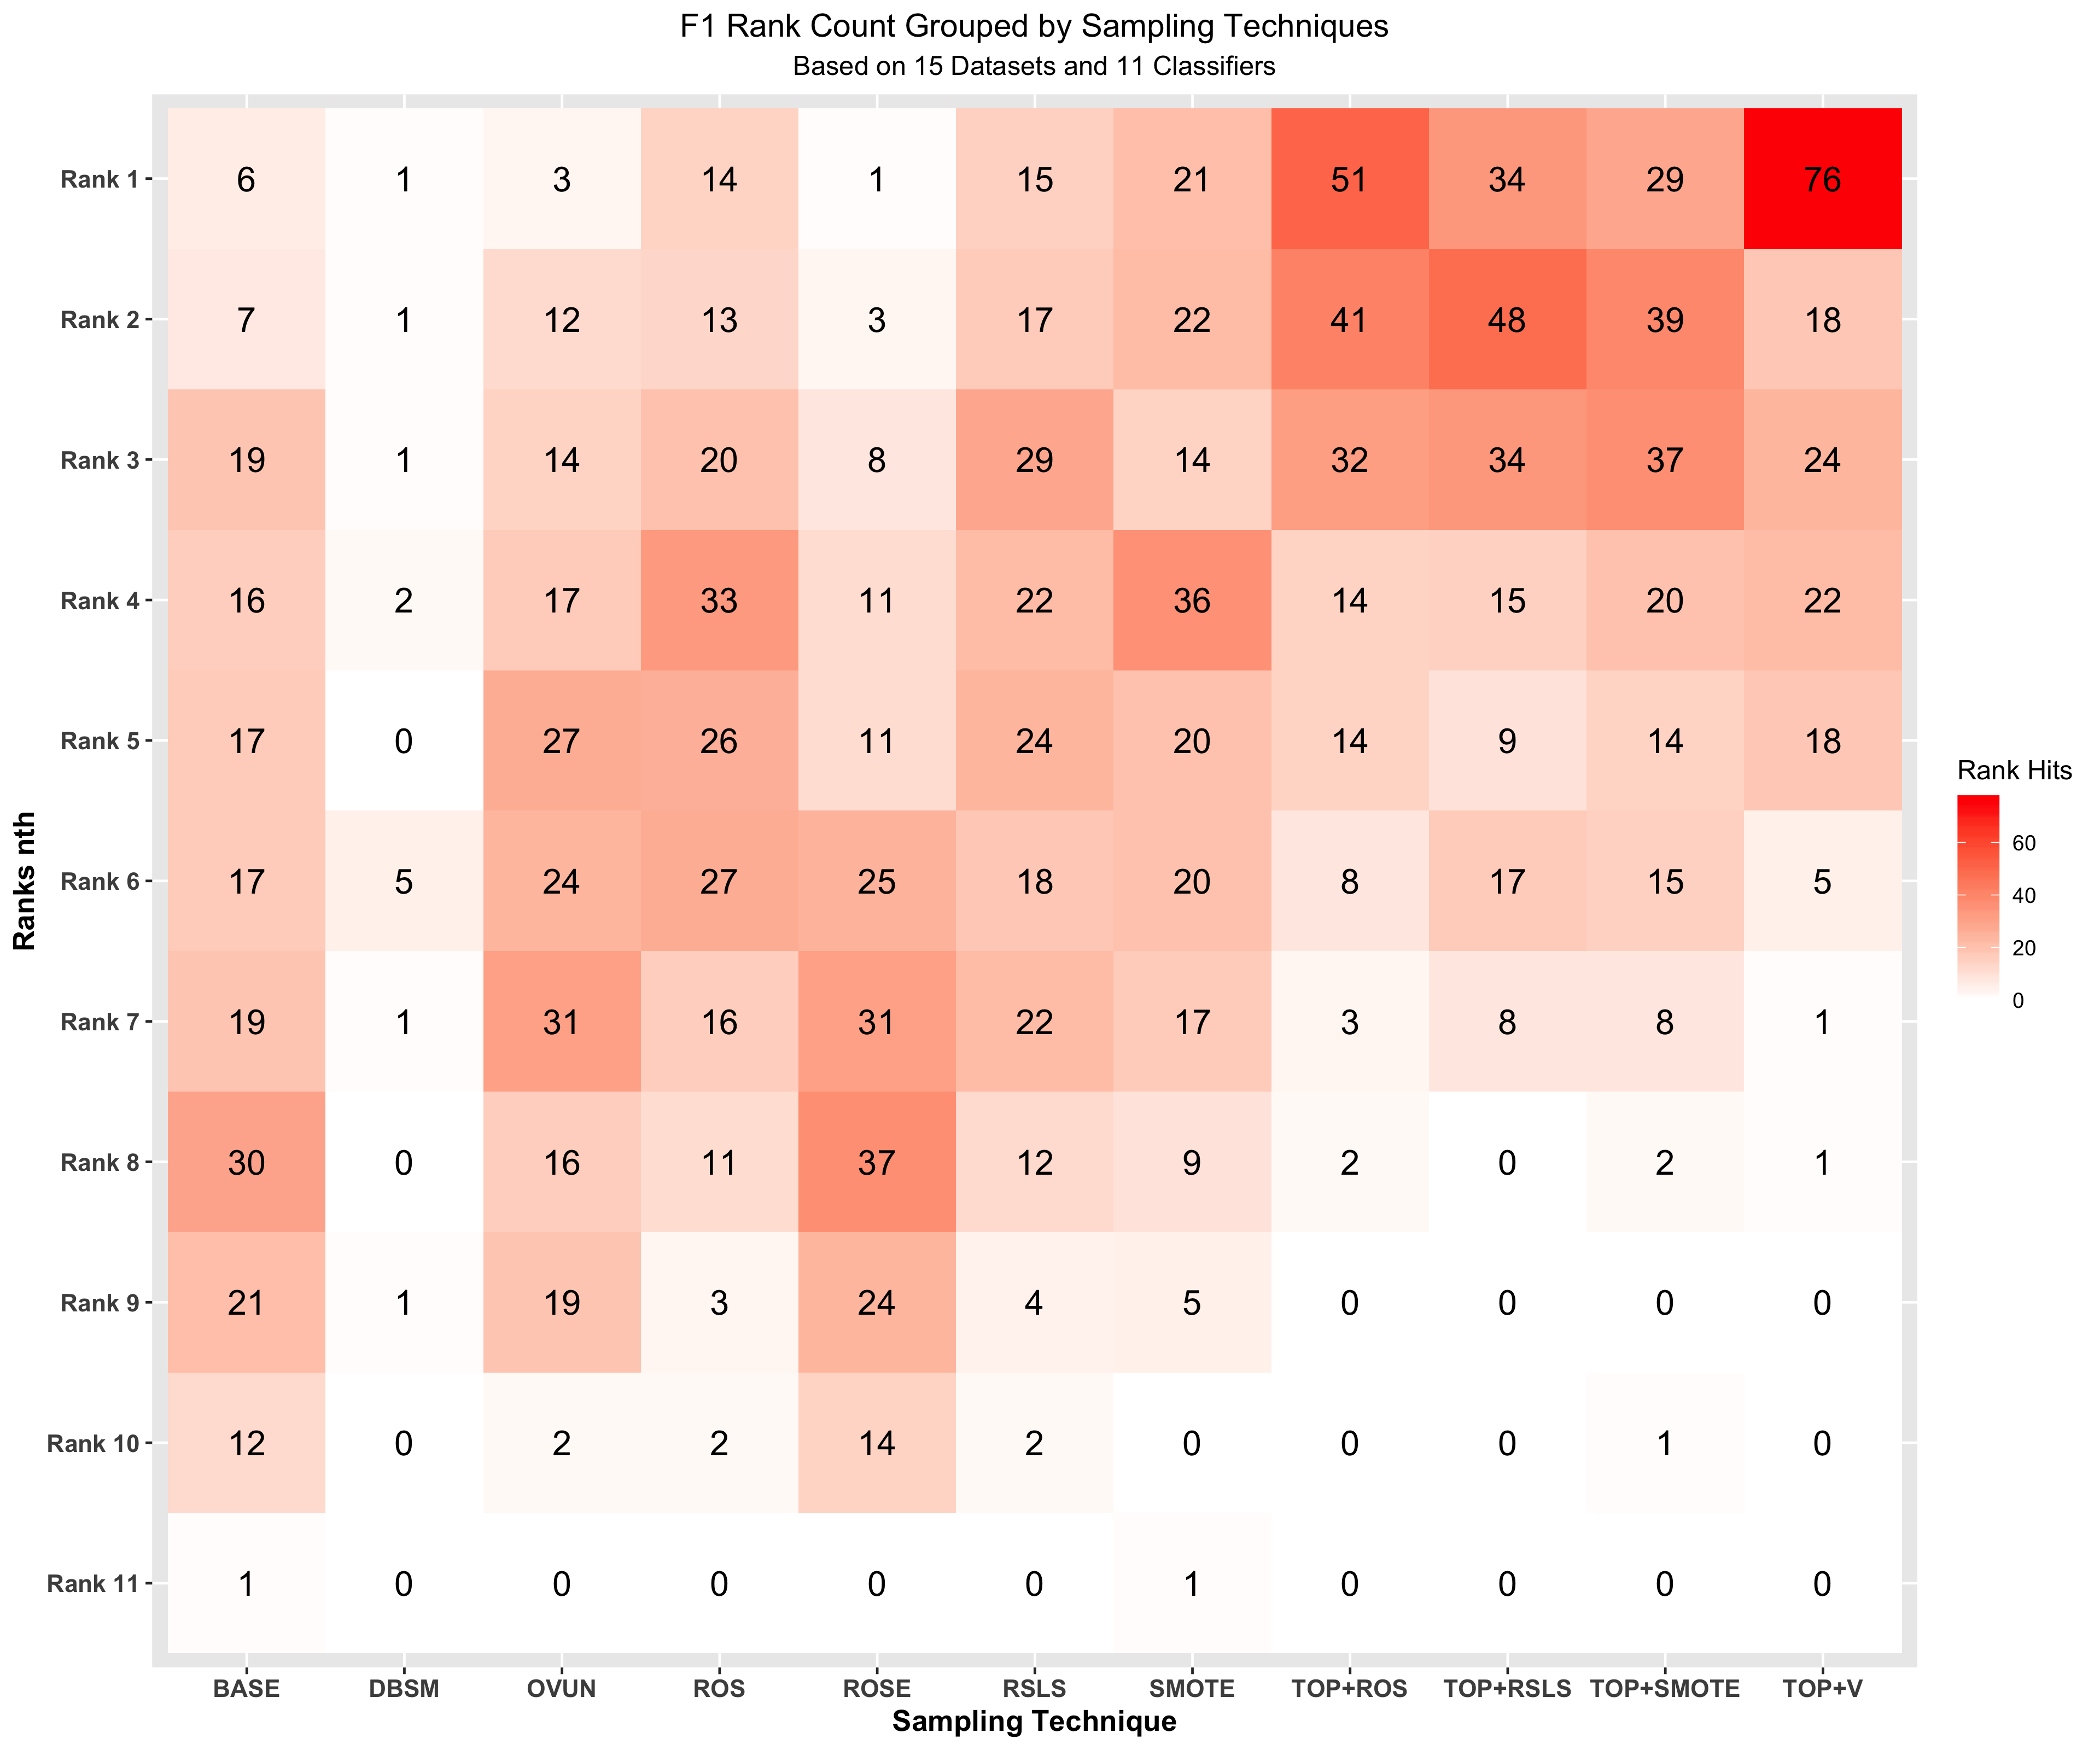 F1 Rank Count Grouped by Sampling Techniques
Based on 15 Datasets and 11 Classifiers
Rank 1 6 1 3 14 1 15 21 51 34 29 76
Rank 2 7 1 12 13 3 17 22 41 48 39 18
Rank 3 19 1 14 20 8 29 14 32 34 37 24
Rank 4 16 2 17 33 11 22 36 14 15 20 22
Rank 5 17 0 27 26 11 24 20 14 9 14 18
Rank 6 17 5 24 27 25 18 20 8 17 15 5
Rank 7 19 1 31 16 31 22 17 3 8 8 1
Rank 8 30 0 16 11 37 12 9 2 0 2 1
Rank 9 21 1 19 3 24 4 5 0 0 0 0
Rank 10 12 0 2 2 14 2 0 0 0 1 0
Rank 11 1 0 0 0 0 0 1 0 0 0 0
BASE DBSM OVUN ROS ROSE RSLS SMOTE TOP+ROS TOP+RSLS TOP+SMOTE TOP+V
Sampling Technique
Ranks nth
Rank Hits
60
40
20
0